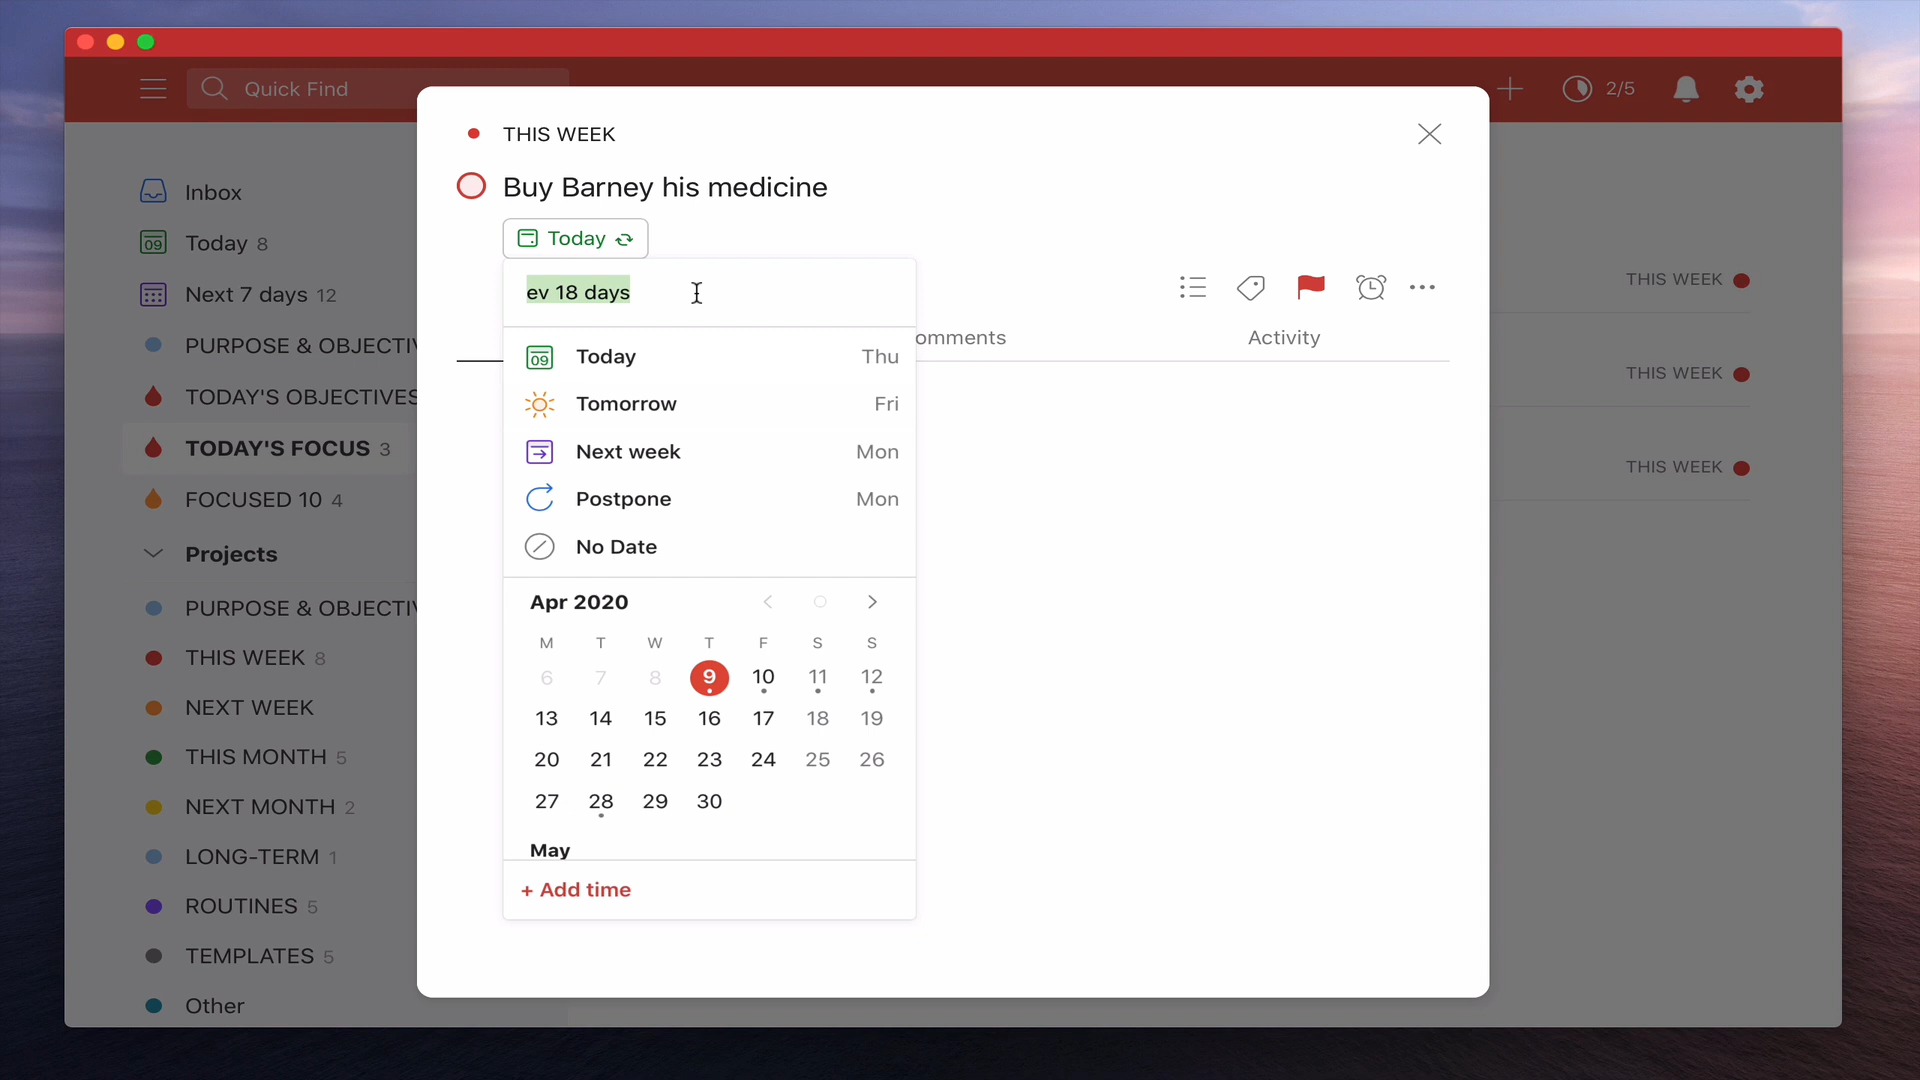 Quick Find
2/5
THIS WEEK
Buy Barney his medicine
Today
ev 18 days
Today Thu
Tomorrow Fri
Next week Mon
Postpone Mon
No Date
Apr 2020
M T W T F S S
6 7 8 9 10 11 12
13 14 15 16 17 18 19
20 21 22 23 24 25 26
27 28 29 30
May
+ Add time
omments
Activity
Inbox
09 Today 8
Next 7 days 12
PURPOSE & OBJECTIV
TODAY'S OBJECTIVES
TODAY'S FOCUS 3
FOCUSED 10 4
Projects
PURPOSE & OBJECTIV
THIS WEEK 8
NEXT WEEK
THIS MONTH 5
NEXT MONTH 2
LONG-TERM 1
ROUTINES 5
TEMPLATES 5
Other
THIS WEEK
THIS WEEK
THIS WEEK